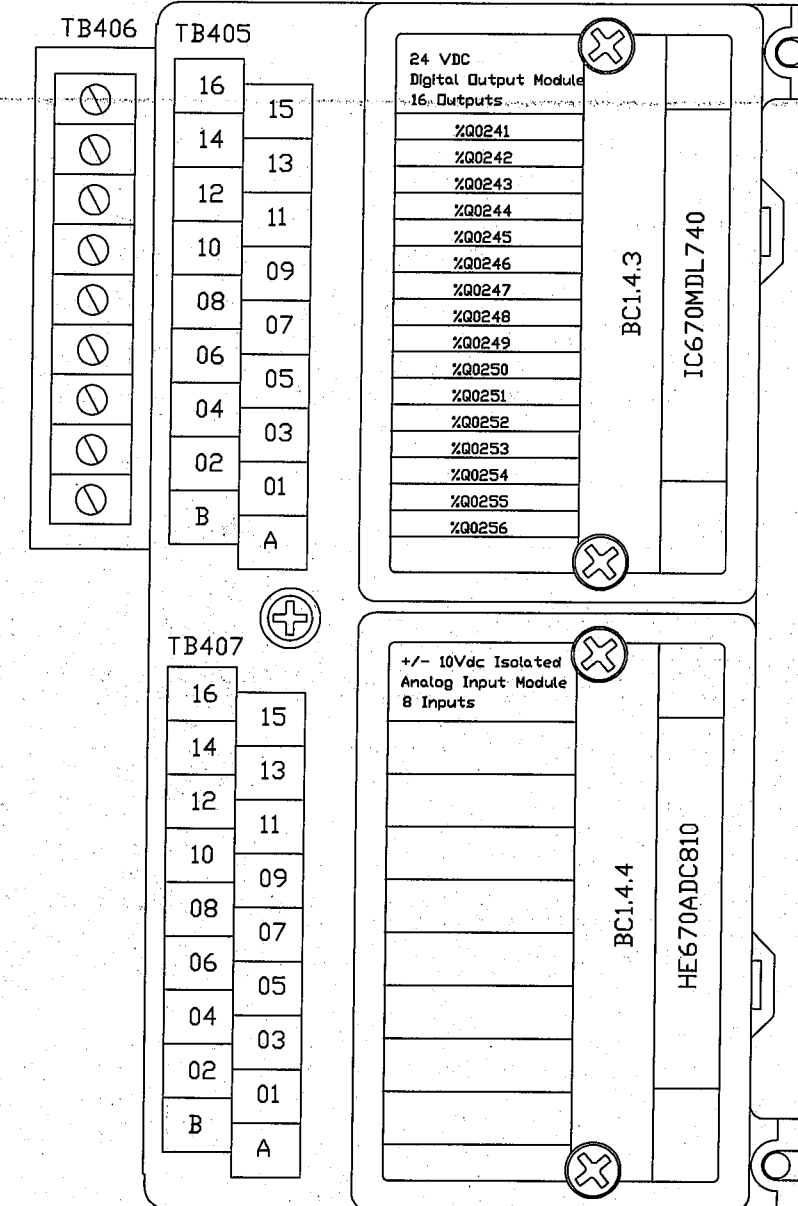 TB406
TB405
16
15
14
13
12
11
10
09
08
07
06
05
04
03
02
01
B
A
24 VDC
Digital Output Module
16 Outputs
%Q0241
%Q0242
%Q0243
%Q0244
%Q0245
%Q0246
%Q0247
%Q0248
%Q0249
%Q0250
%Q0251
%Q0252
%Q0253
%Q0254
%Q0255
%Q0256
BC1.4.3
IC670MDL740
TB407
16
15
14
13
12
11
10
09
08
07
06
05
04
03
02
01
B
A
+/- 10Vdc Isolated
Analog Input Module
8 Inputs
BC1.4.4
HE670ADC810